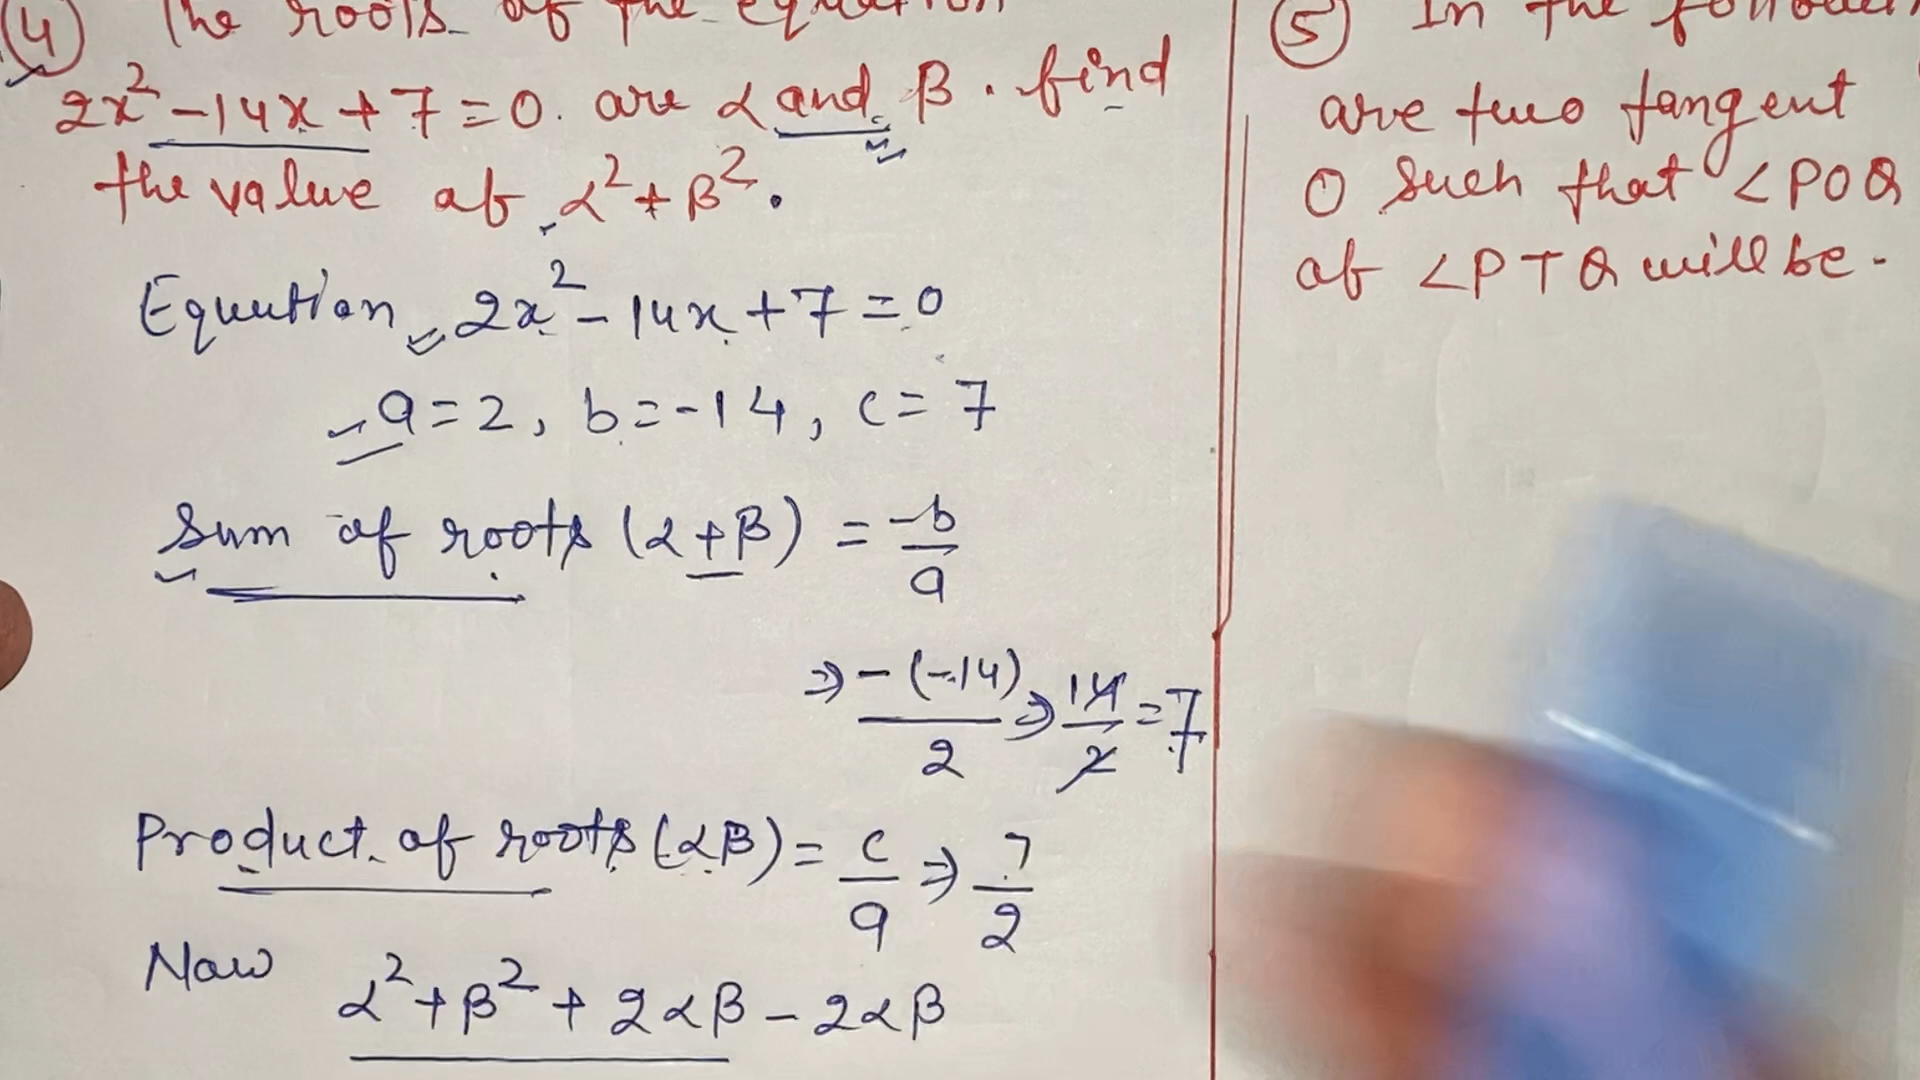 (4) The roots of the equation
2x² - 14x + 7 = 0. are α and β. find
the value of α² + β².
Equation 2x² - 14x + 7 = 0
a = 2, b = -14, c = 7
Sum of roots (α + β) = -b/a
⇒ -(-14)/2 ⇒ 14/2 = 7
Product of roots (αβ) = c/a ⇒ 7/2
Now α² + β² + 2αβ - 2αβ
(5) In the
are two tangent
O such that ∠POQ
of ∠PTQ will be.